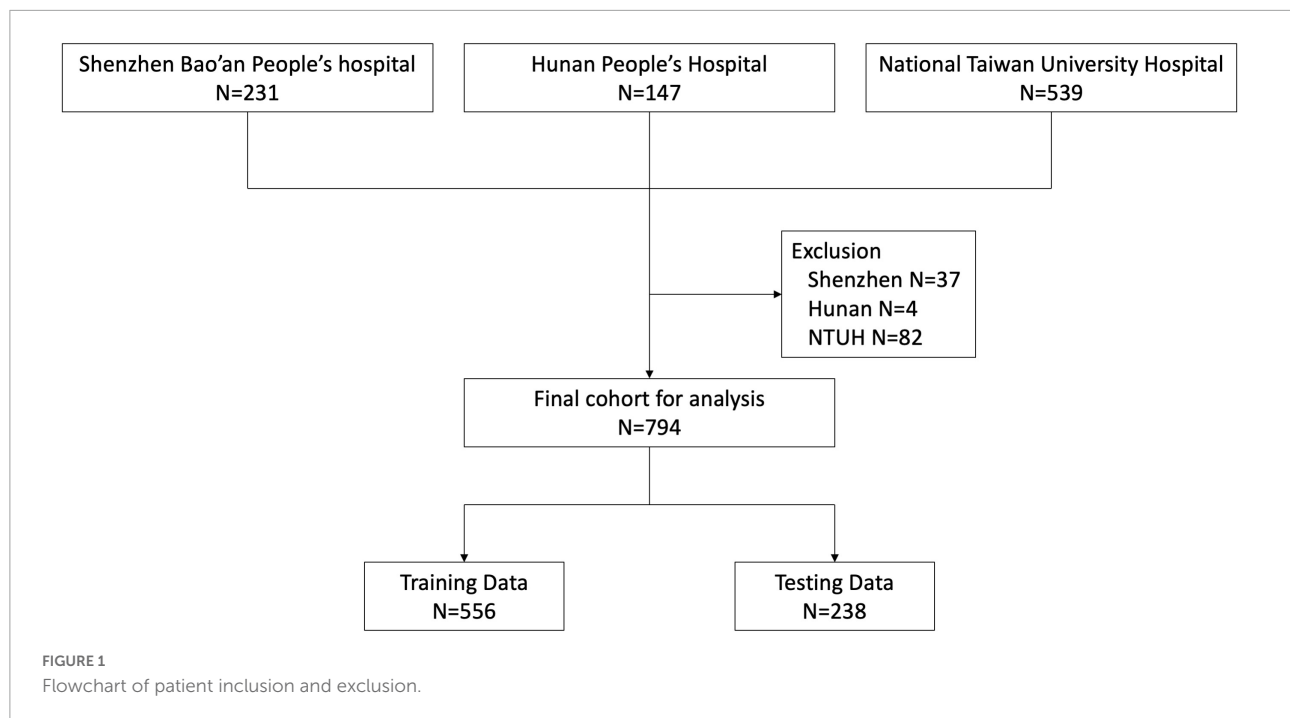 Shenzhen Bao'an People's hospital
N=231
Hunan People's Hospital
N=147
National Taiwan University Hospital
N=539
Exclusion
Shenzhen N=37
Hunan N=4
NTUH N=82
Final cohort for analysis
N=794
Training Data
N=556
Testing Data
N=238
FIGURE 1
Flowchart of patient inclusion and exclusion.